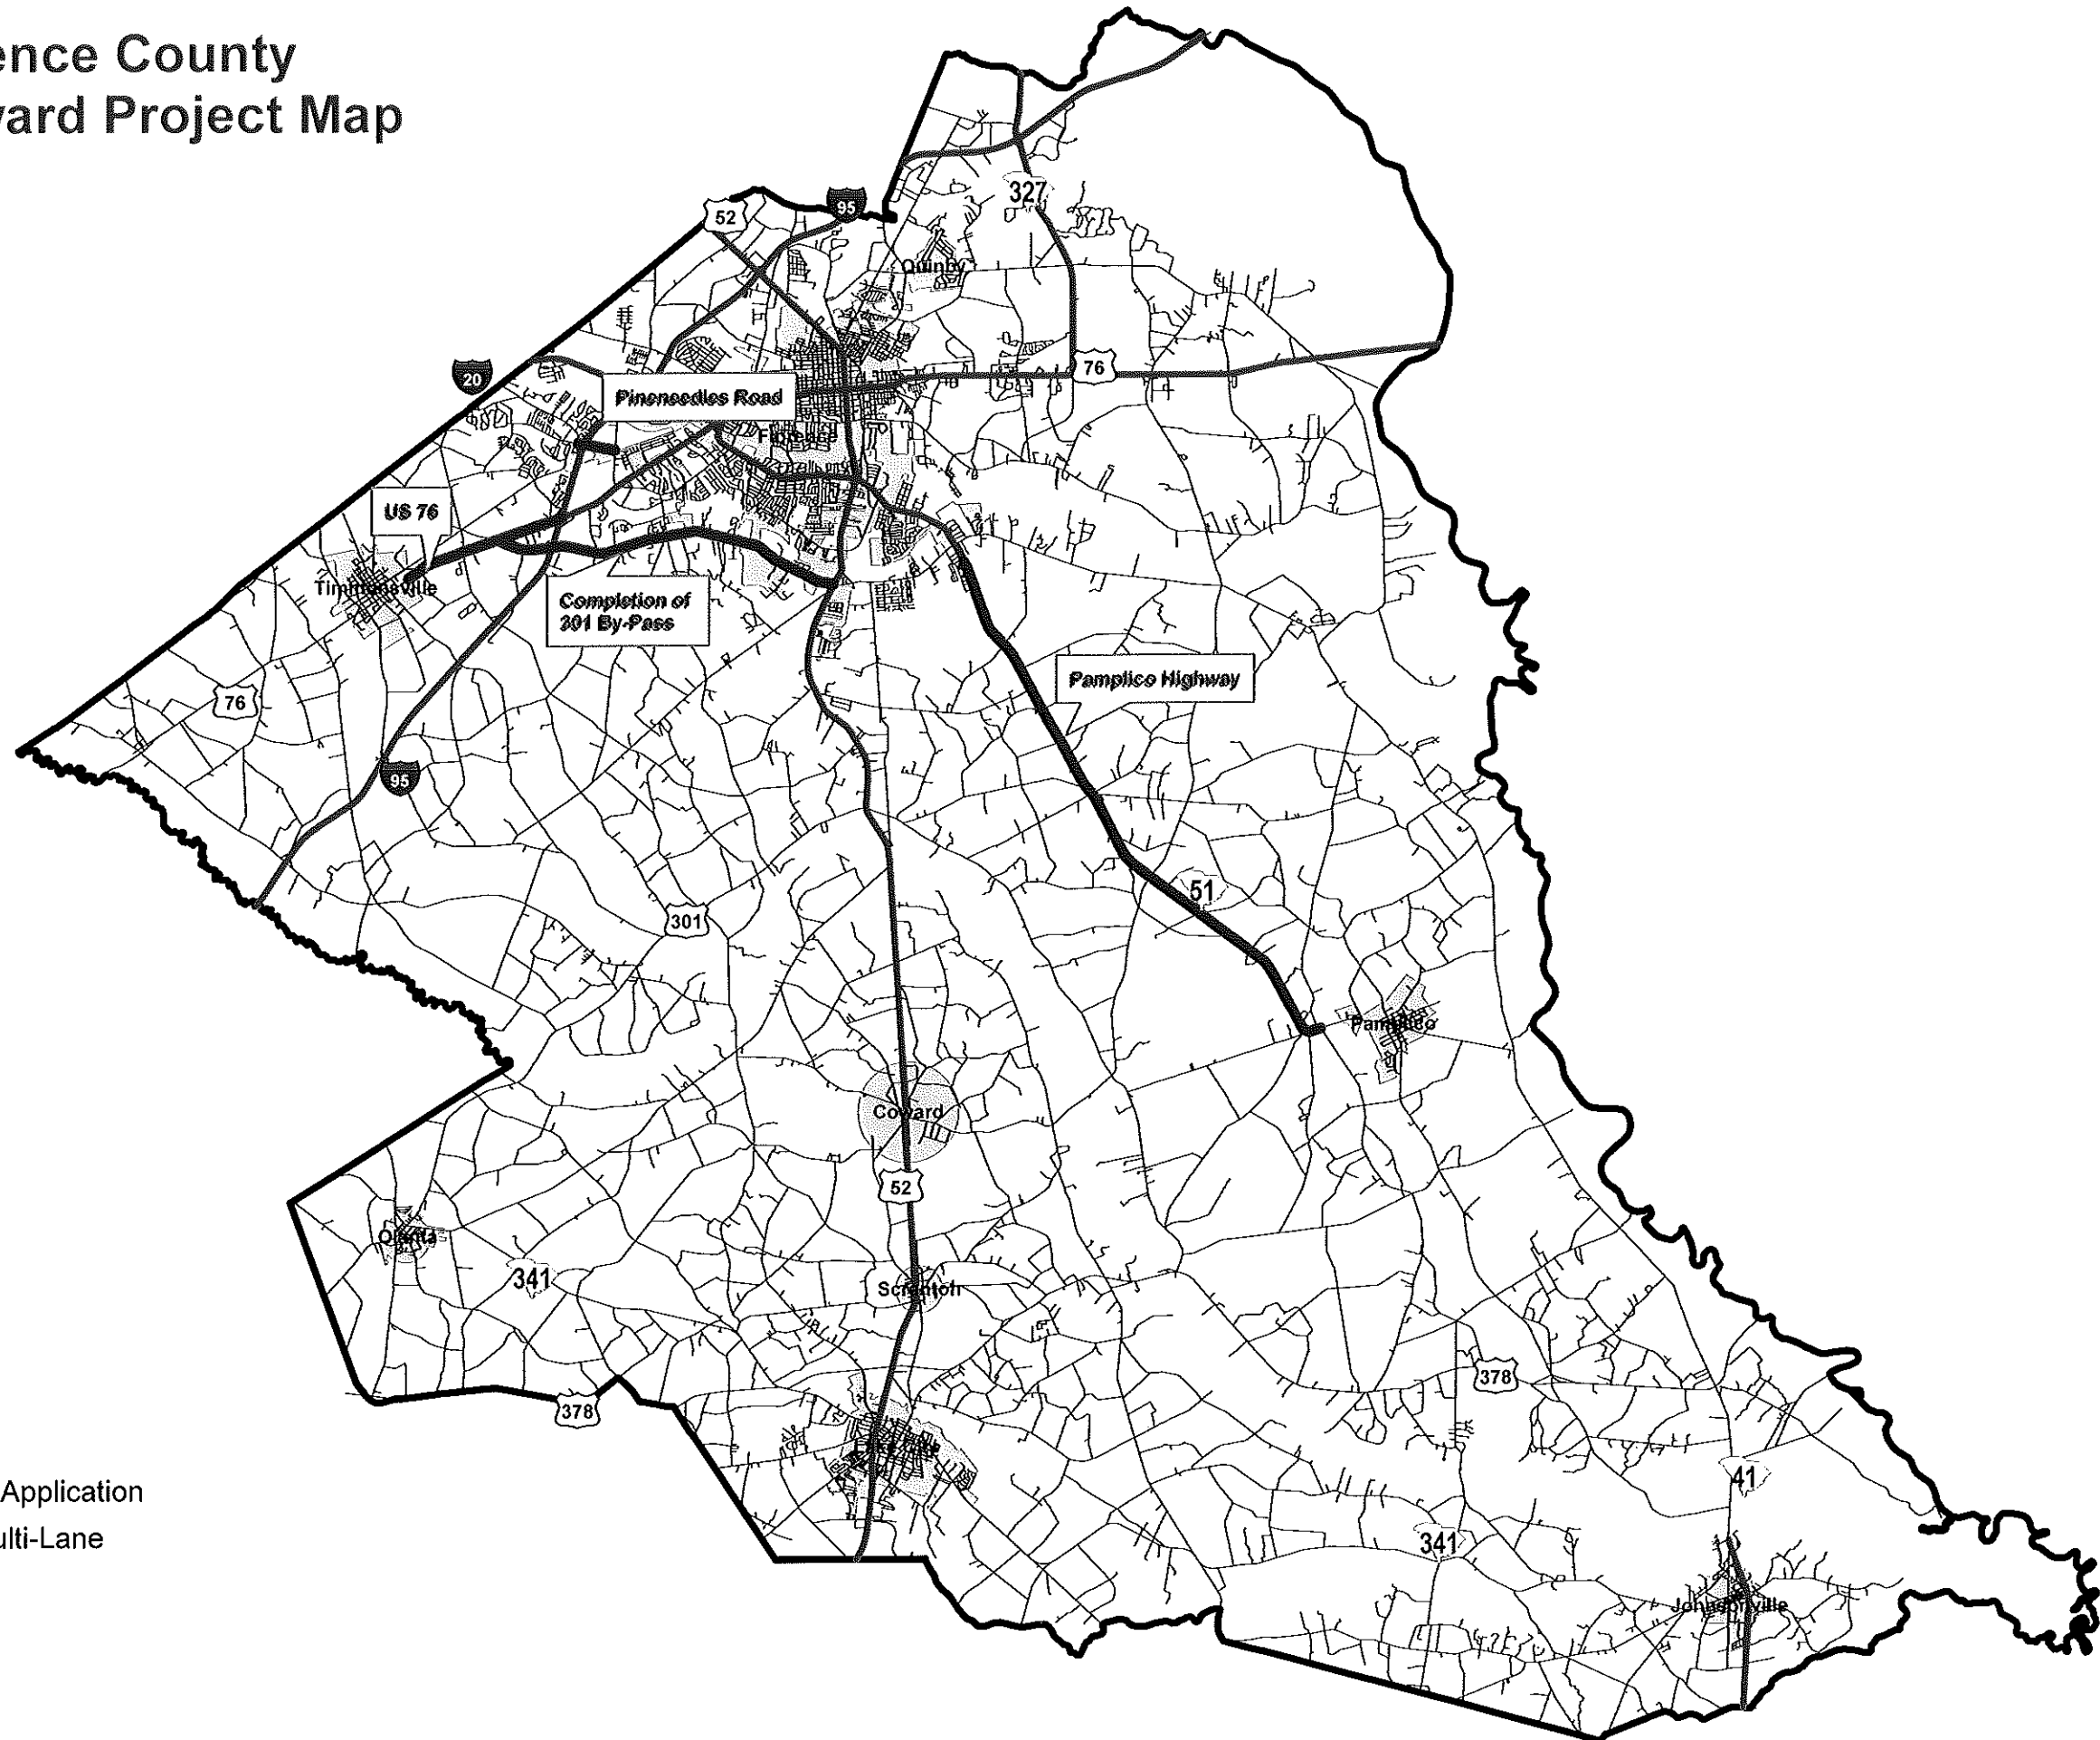 ence County
vard Project Map
327
52
95
Quinby
76
20
Pineneedles Road
Florence
US 76
Timmonsville
Completion of
301 By-Pass
Pamplico Highway
76
95
51
301
Pamplico
Coward
52
Olanta
341
Scranton
378
378
Lake City
Application
ulti-Lane
41
341
Johnsonville